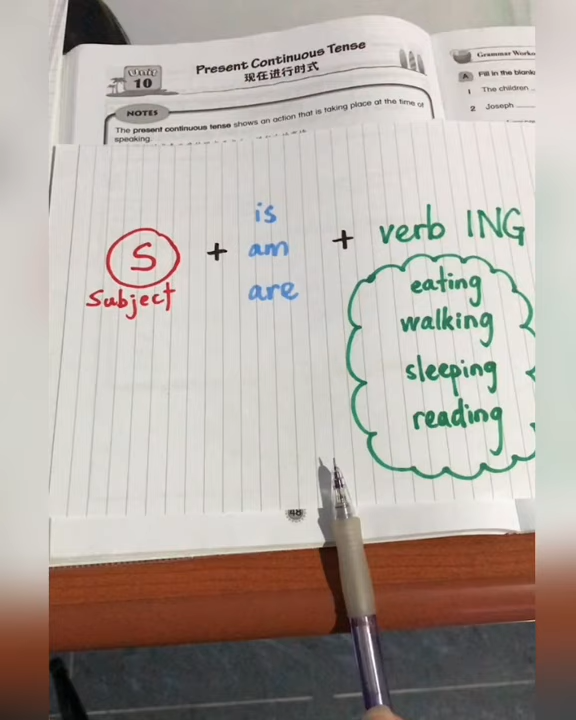 Unit
10
Present Continuous Tense
现在进行时式
NOTES
The present continuous tense shows an action that is taking place at the time of
speaking.
Grammar Works
A Fill in the blank
1 The children
2 Joseph
S + is am are + verb ING
Subject
eating
walking
sleeping
reading
48